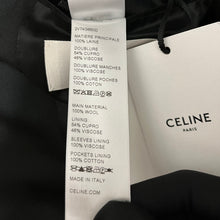 MATIERE PRINCIPALE
100% LAINE
DOUBLURE
54% CUPRO
46% VISCOSE
DOUBLURE MANCHES
100% VISCOSE
DOUBLURE POCHES
100% COTON
MAIN MATERIAL
100% WOOL
LINING
54% CUPRO
46% VISCOSE
SLEEVES LINING
100% VISCOSE
POCKETS LINING
100% COTTON
MADE IN ITALY
CELINE.COM
CELINE
PARIS